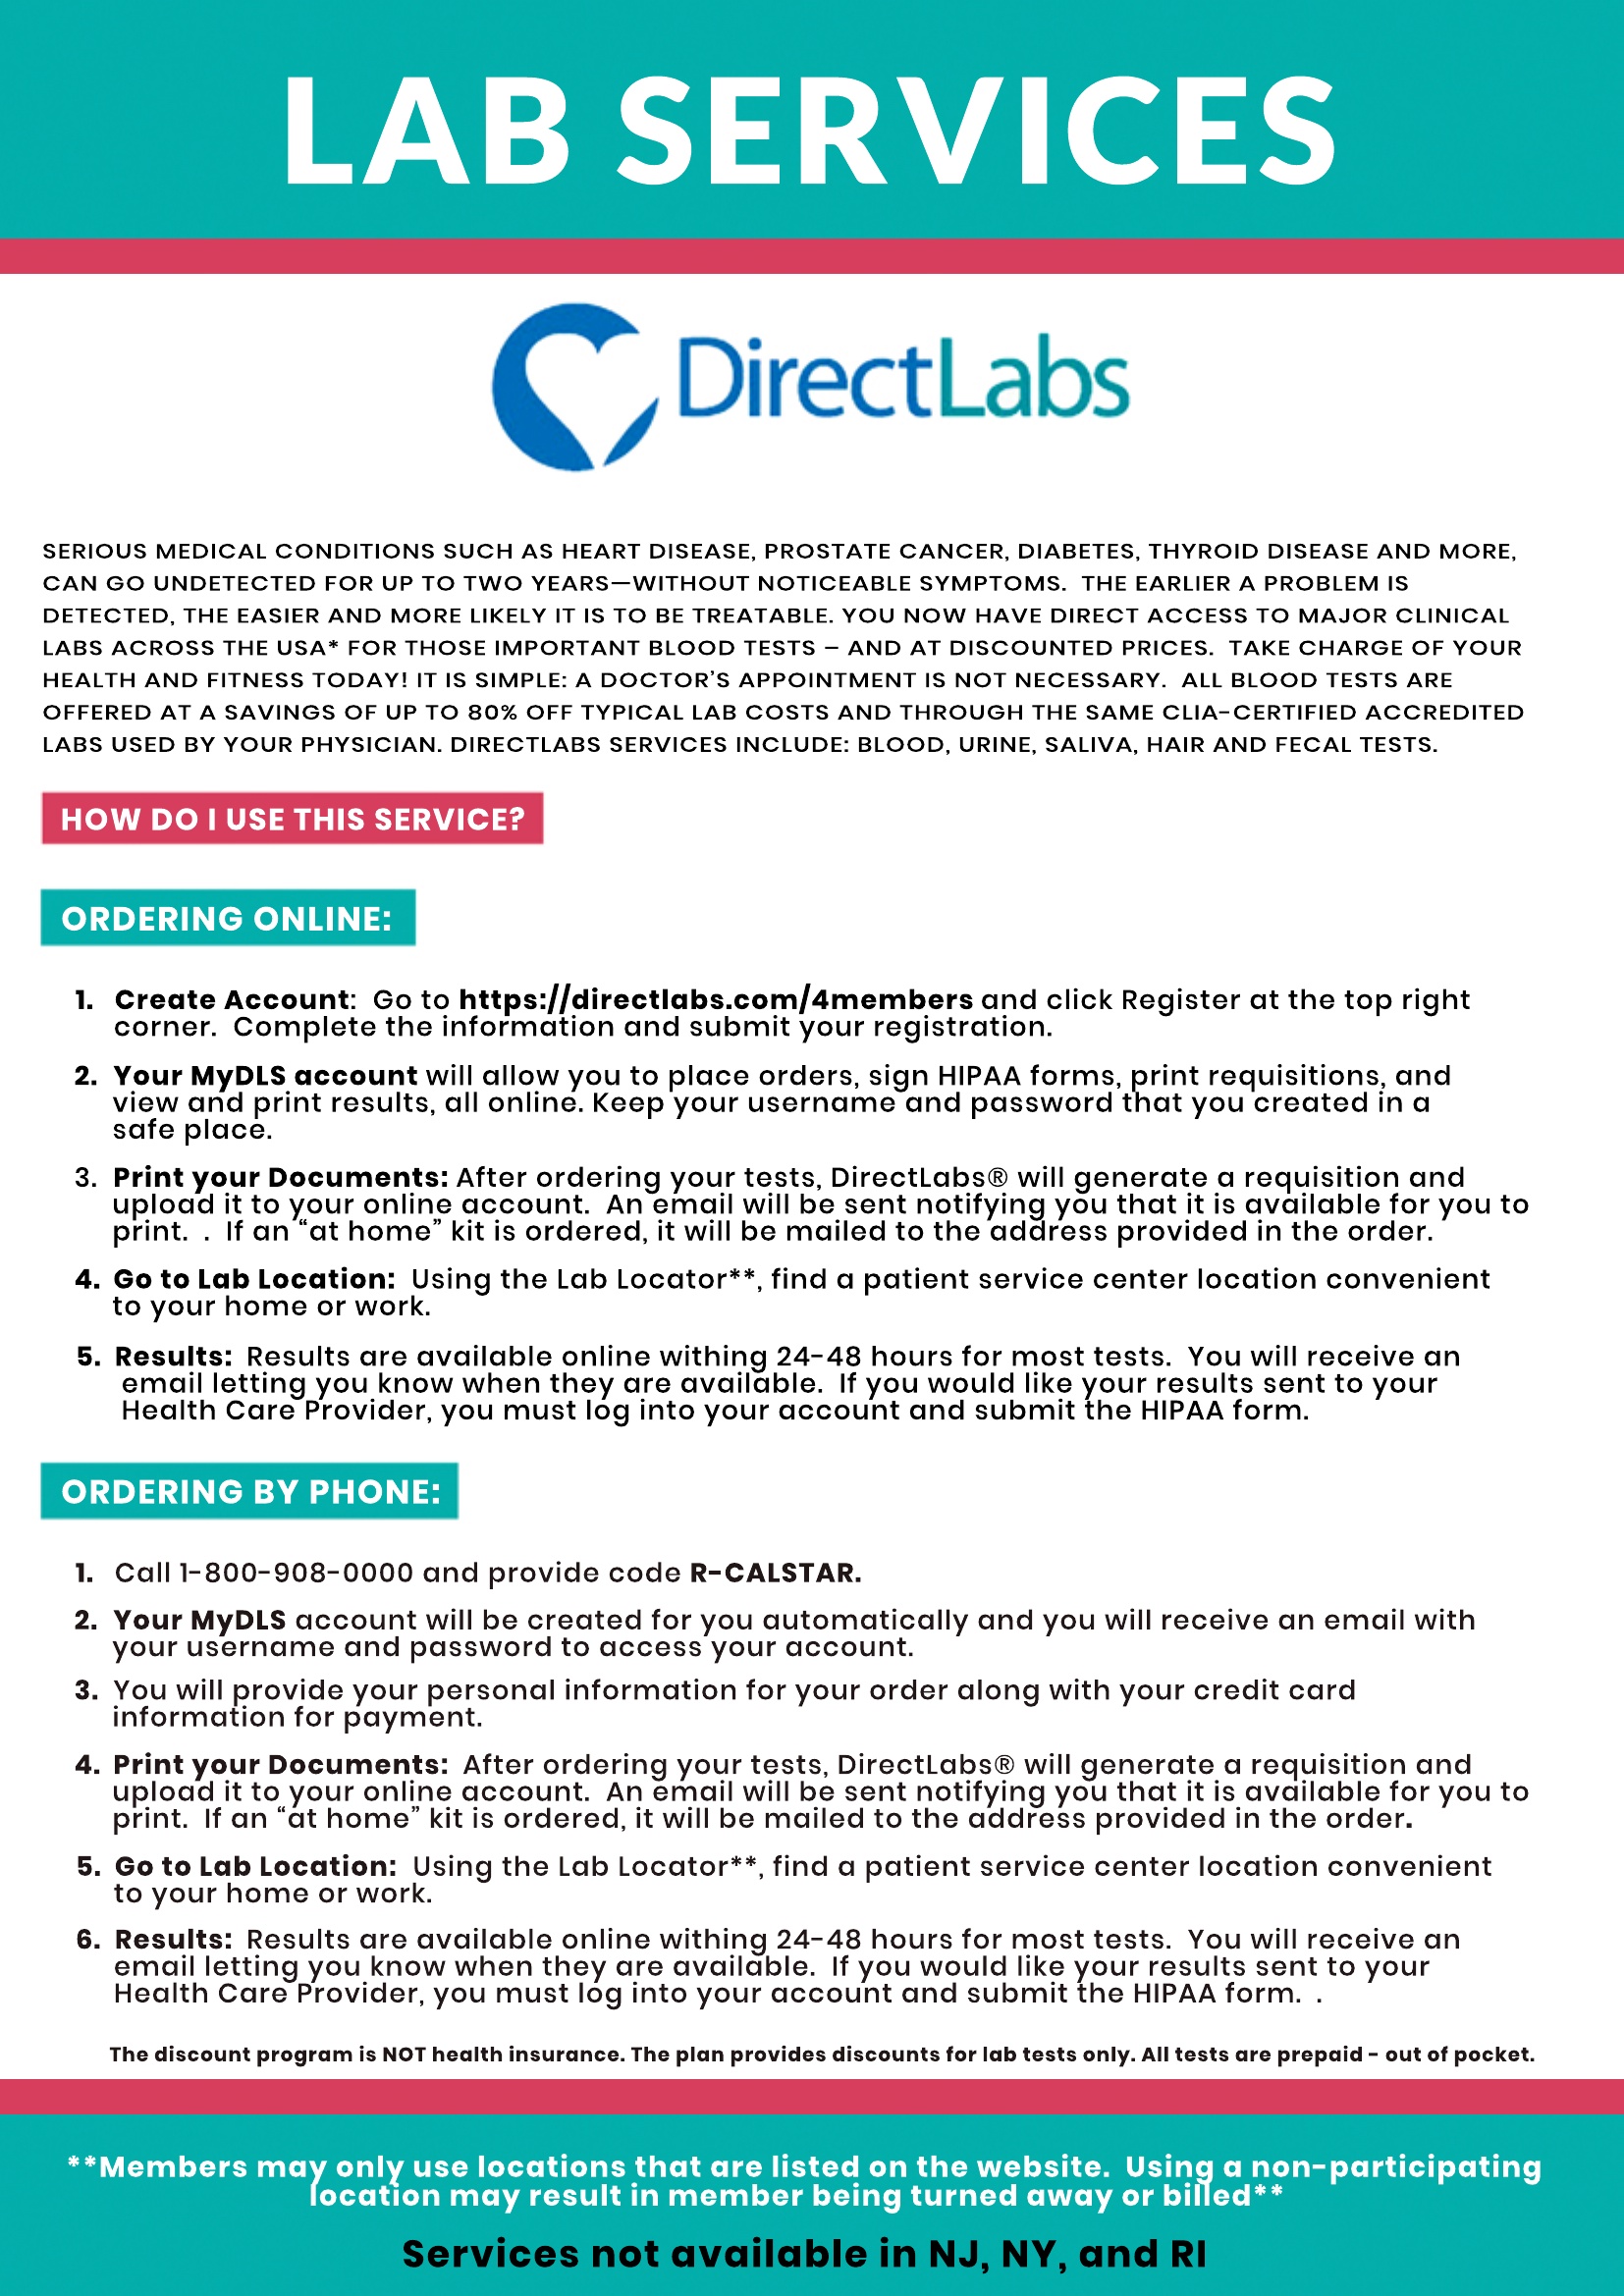 LAB SERVICES
DirectLabs
SERIOUS MEDICAL CONDITIONS SUCH AS HEART DISEASE, PROSTATE CANCER, DIABETES, THYROID DISEASE AND MORE,
CAN GO UNDETECTED FOR UP TO TWO YEARS—WITHOUT NOTICEABLE SYMPTOMS.  THE EARLIER A PROBLEM IS
DETECTED, THE EASIER AND MORE LIKELY IT IS TO BE TREATABLE. YOU NOW HAVE DIRECT ACCESS TO MAJOR CLINICAL
LABS ACROSS THE USA* FOR THOSE IMPORTANT BLOOD TESTS – AND AT DISCOUNTED PRICES.  TAKE CHARGE OF YOUR
HEALTH AND FITNESS TODAY! IT IS SIMPLE: A DOCTOR'S APPOINTMENT IS NOT NECESSARY.  ALL BLOOD TESTS ARE
OFFERED AT A SAVINGS OF UP TO 80% OFF TYPICAL LAB COSTS AND THROUGH THE SAME CLIA-CERTIFIED ACCREDITED
LABS USED BY YOUR PHYSICIAN. DIRECTLABS SERVICES INCLUDE: BLOOD, URINE, SALIVA, HAIR AND FECAL TESTS.
HOW DO I USE THIS SERVICE?
ORDERING ONLINE:
1. Create Account:  Go to https://directlabs.com/4members and click Register at the top right
corner.  Complete the information and submit your registration.
2. Your MyDLS account will allow you to place orders, sign HIPAA forms, print requisitions, and
view and print results, all online. Keep your username and password that you created in a
safe place.
3. Print your Documents: After ordering your tests, DirectLabs® will generate a requisition and
upload it to your online account.  An email will be sent notifying you that it is available for you to
print. .  If an “at home” kit is ordered, it will be mailed to the address provided in the order.
4. Go to Lab Location:  Using the Lab Locator**, find a patient service center location convenient
to your home or work.
5. Results:  Results are available online withing 24-48 hours for most tests.  You will receive an
email letting you know when they are available.  If you would like your results sent to your
Health Care Provider, you must log into your account and submit the HIPAA form.
ORDERING BY PHONE:
1. Call 1-800-908-0000 and provide code R-CALSTAR.
2. Your MyDLS account will be created for you automatically and you will receive an email with
your username and password to access your account.
3. You will provide your personal information for your order along with your credit card
information for payment.
4. Print your Documents:  After ordering your tests, DirectLabs® will generate a requisition and
upload it to your online account.  An email will be sent notifying you that it is available for you to
print.  If an “at home” kit is ordered, it will be mailed to the address provided in the order.
5. Go to Lab Location:  Using the Lab Locator**, find a patient service center location convenient
to your home or work.
6. Results:  Results are available online withing 24-48 hours for most tests.  You will receive an
email letting you know when they are available.  If you would like your results sent to your
Health Care Provider, you must log into your account and submit the HIPAA form. .
The discount program is NOT health insurance. The plan provides discounts for lab tests only. All tests are prepaid - out of pocket.
**Members may only use locations that are listed on the website.  Using a non-participating
location may result in member being turned away or billed**
Services not available in NJ, NY, and RI